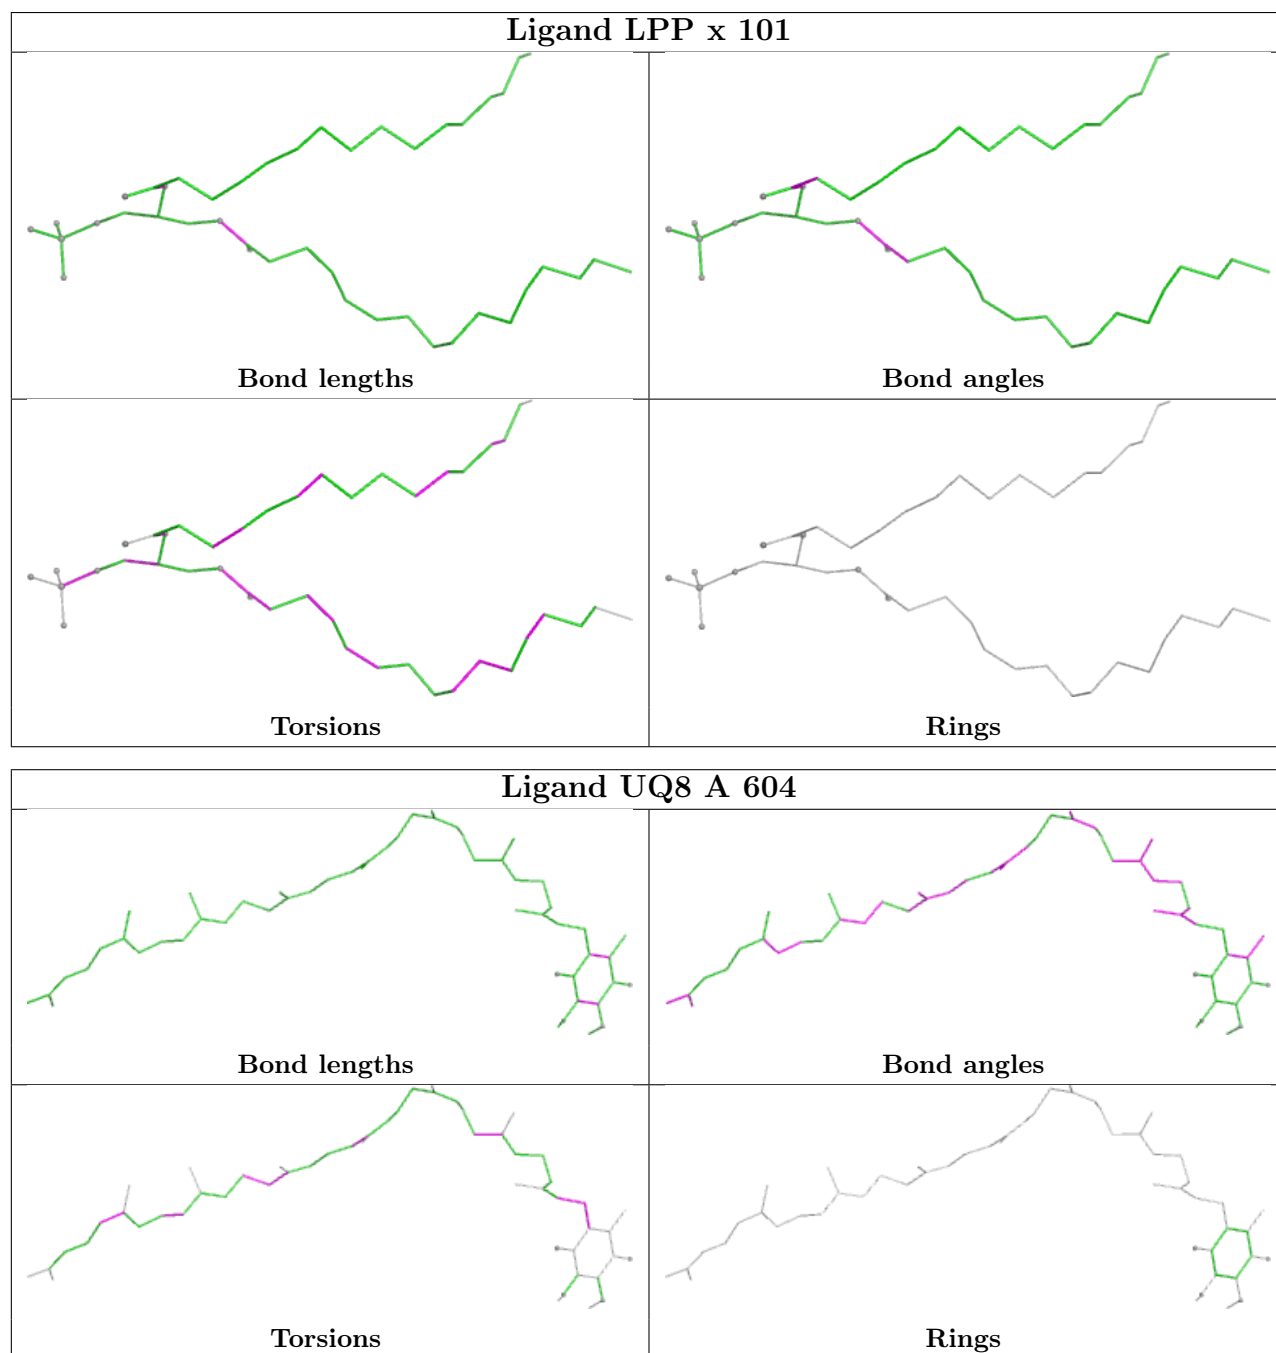 Ligand LPP x 101
Bond lengths
Bond angles
Torsions
Rings
Ligand UQ8 A 604
Bond lengths
Bond angles
Torsions
Rings